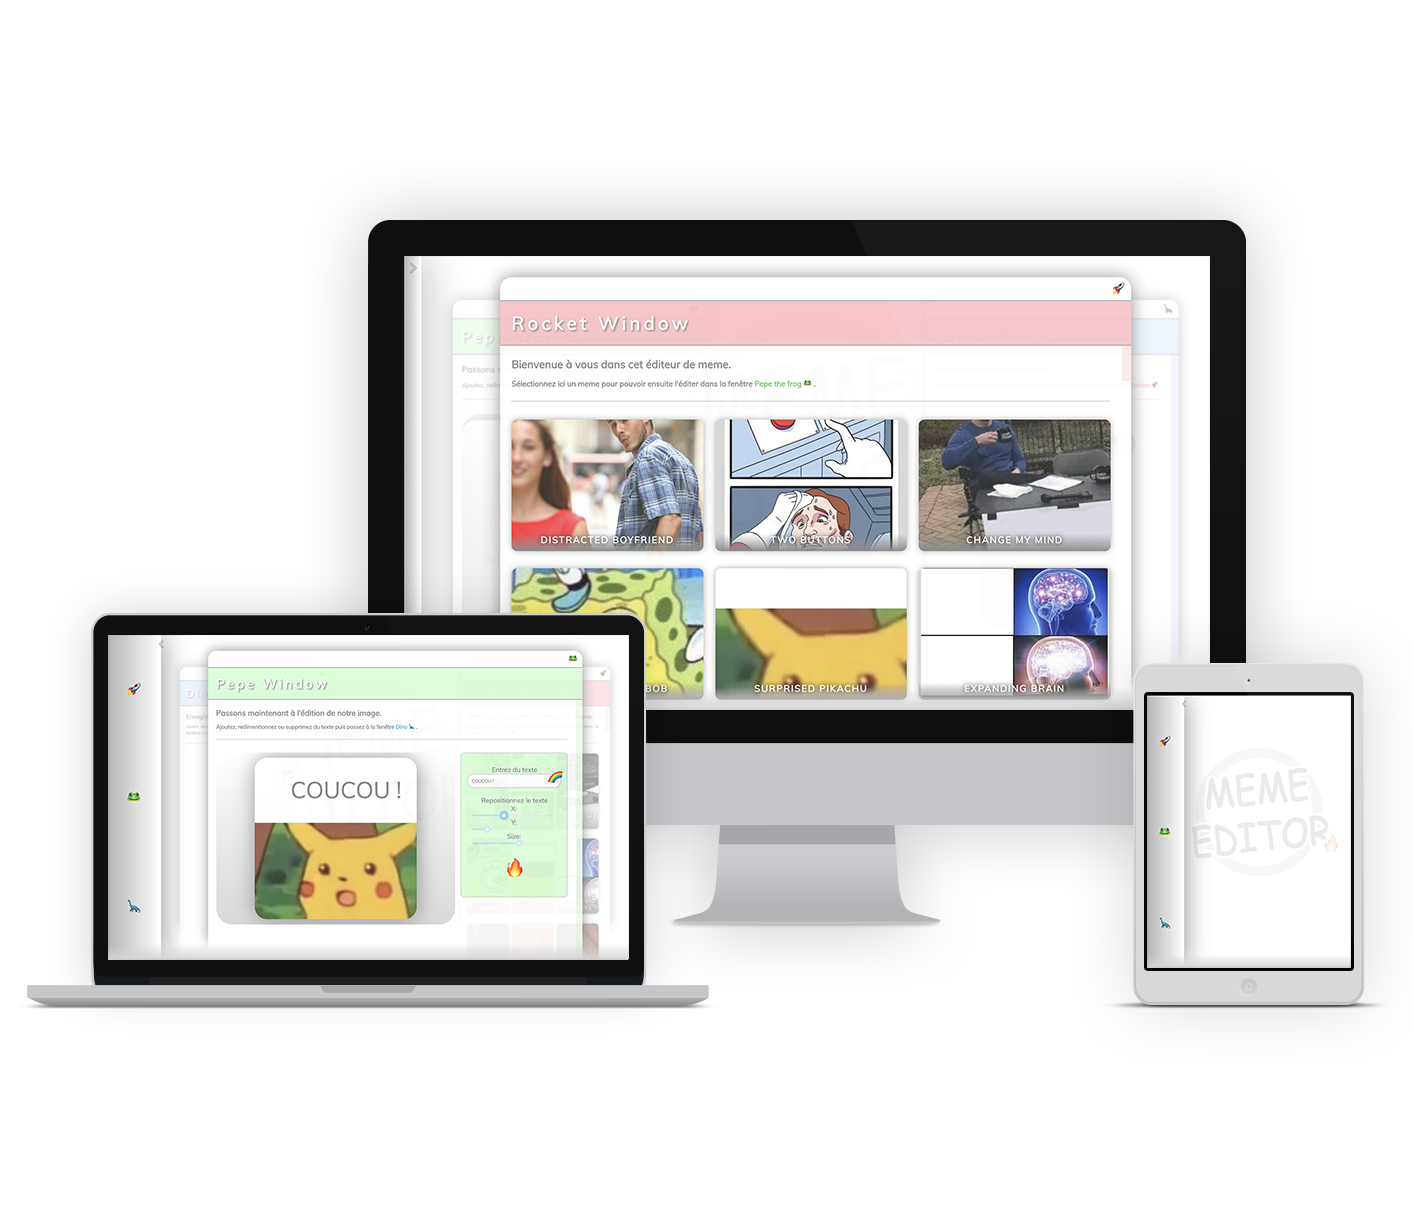 Rocket Window
Bienvenue à vous dans cet éditeur de meme.
Sélectionnez ici un meme pour pouvoir ensuite l'éditer dans la fenêtre Pepe the frog 🐸 .
DISTRACTED BOYFRIEND
TWO BUTTONS
CHANGE MY MIND
BOB
SURPRISED PIKACHU
EXPANDING BRAIN
Pepe Window
Passons maintenant à l'édition de notre image.
Ajoutez, redimentionnez ou supprimez du texte puis passez à la fenêtre Dino 🦕 .
COUCOU !
Entrez du texte
COUCOU !
Repositionnez le texte
X:
Y:
Size:
MEME
EDITOR